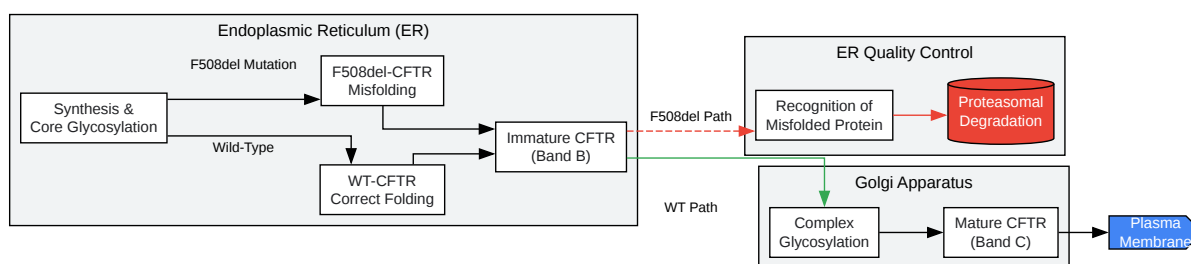 Endoplasmic Reticulum (ER)
F508del Mutation
Synthesis &
Core Glycosylation
Wild-Type
F508del-CFTR
Misfolding
WT-CFTR
Correct Folding
Immature CFTR
(Band B)
F508del Path
WT Path
ER Quality Control
Recognition of
Misfolded Protein
Proteasomal
Degradation
Golgi Apparatus
Complex
Glycosylation
Mature CFTR
(Band C)
Plasma
Membrane